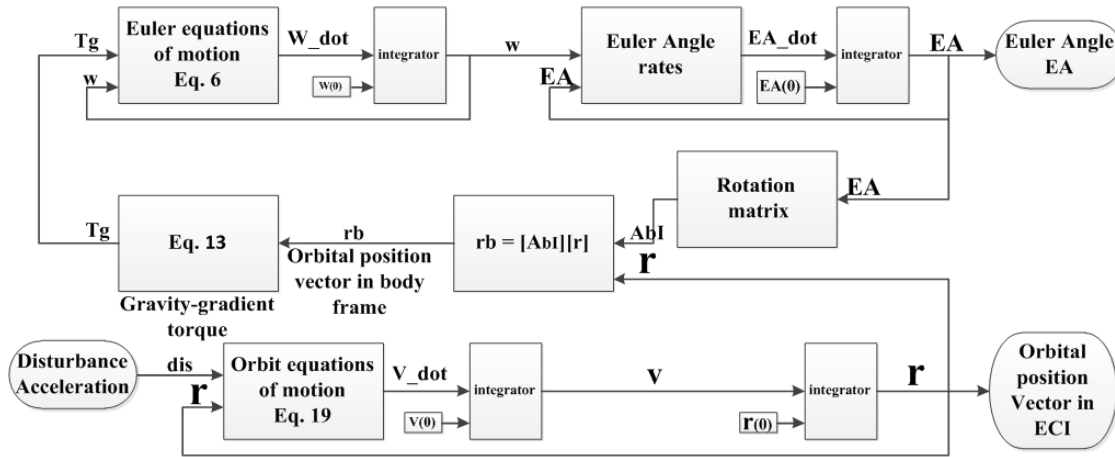 Tg
w
Euler equations
of motion
Eq. 6
W_dot
W(0)
integrator
w
EA
Euler Angle
rates
EA_dot
EA(0)
integrator
EA
Euler Angle
EA
Tg
Eq. 13
Gravity-gradient
torque
rb
Orbital position
vector in body
frame
rb = [AbI][r]
AbI
r
Rotation
matrix
EA
Disturbance
Acceleration
dis
r
Orbit equations
of motion
Eq. 19
V_dot
V(0)
integrator
v
r(0)
integrator
r
Orbital
position
Vector in
ECI